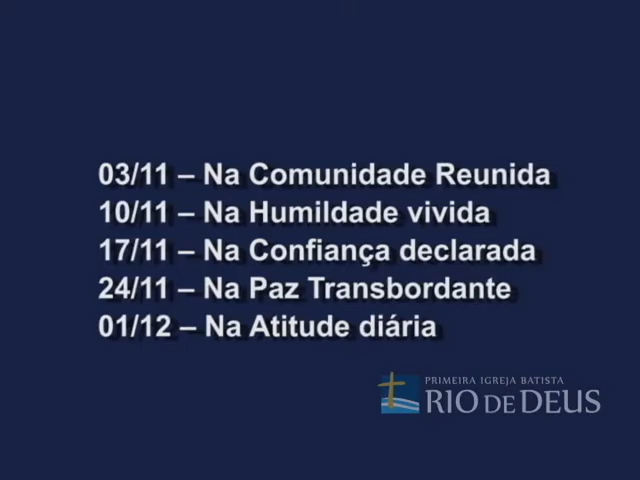 03/11 – Na Comunidade Reunida
10/11 – Na Humildade vivida
17/11 – Na Confiança declarada
24/11 – Na Paz Transbordante
01/12 – Na Atitude diária
PRIMEIRA IGREJA BATISTA
RIO DE DEUS